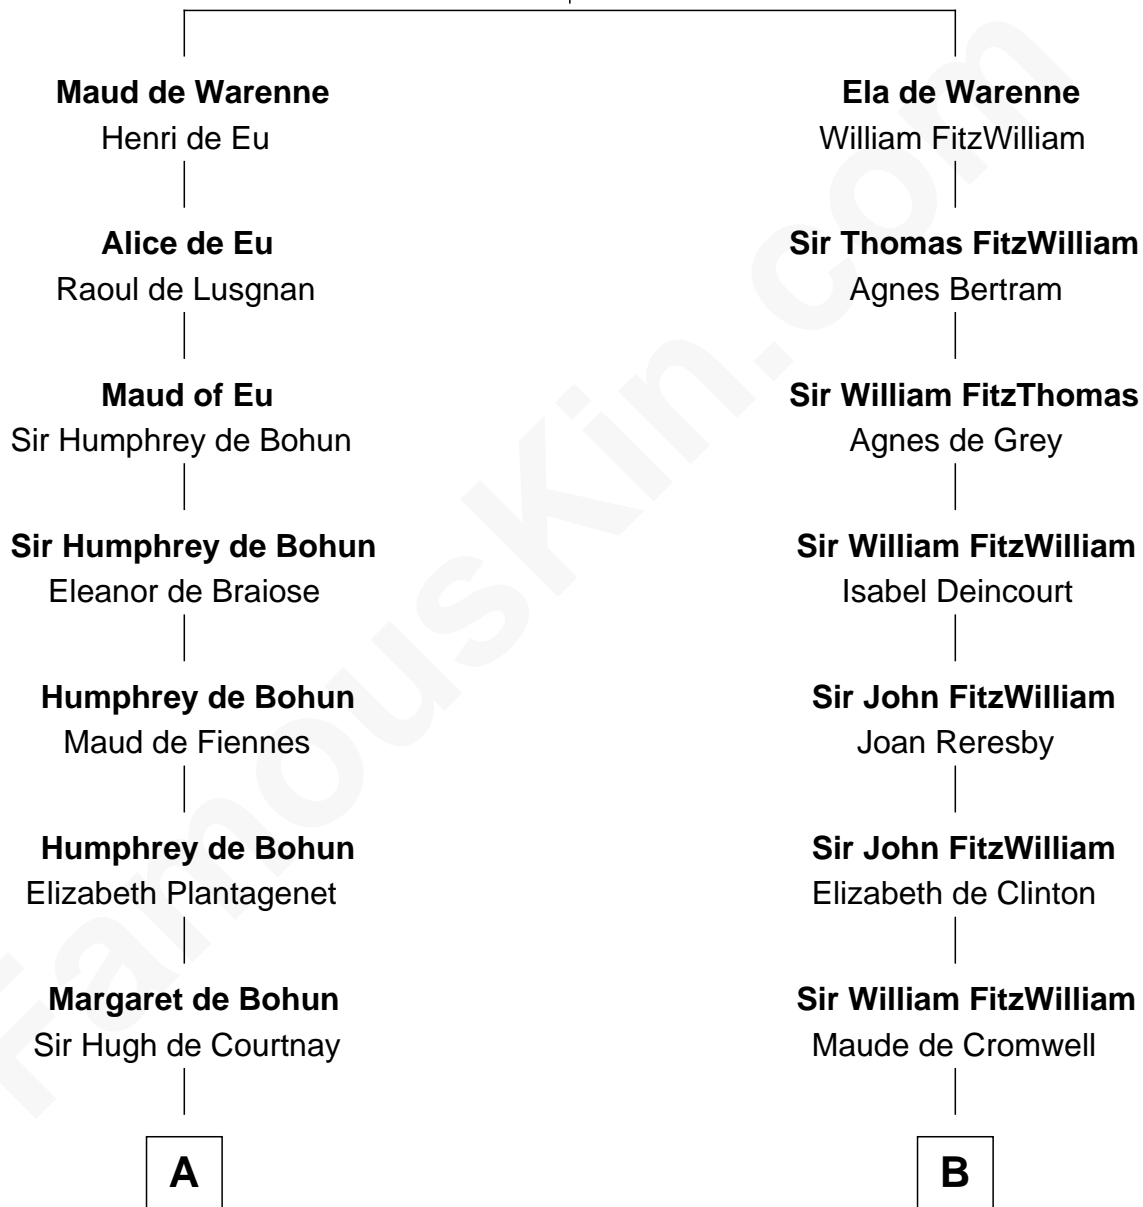 Maud de Warenne
Henri de Eu
Alice de Eu
Raoul de Lusgnan
Maud of Eu
Sir Humphrey de Bohun
Sir Humphrey de Bohun
Eleanor de Braiose
Humphrey de Bohun
Maud de Fiennes
Humphrey de Bohun
Elizabeth Plantagenet
Margaret de Bohun
Sir Hugh de Courtnay
A
Ela de Warenne
William FitzWilliam
Sir Thomas FitzWilliam
Agnes Bertram
Sir William FitzThomas
Agnes de Grey
Sir William FitzWilliam
Isabel Deincourt
Sir John FitzWilliam
Joan Reresby
Sir John FitzWilliam
Elizabeth de Clinton
Sir William FitzWilliam
Maude de Cromwell
B
FamousKin.com